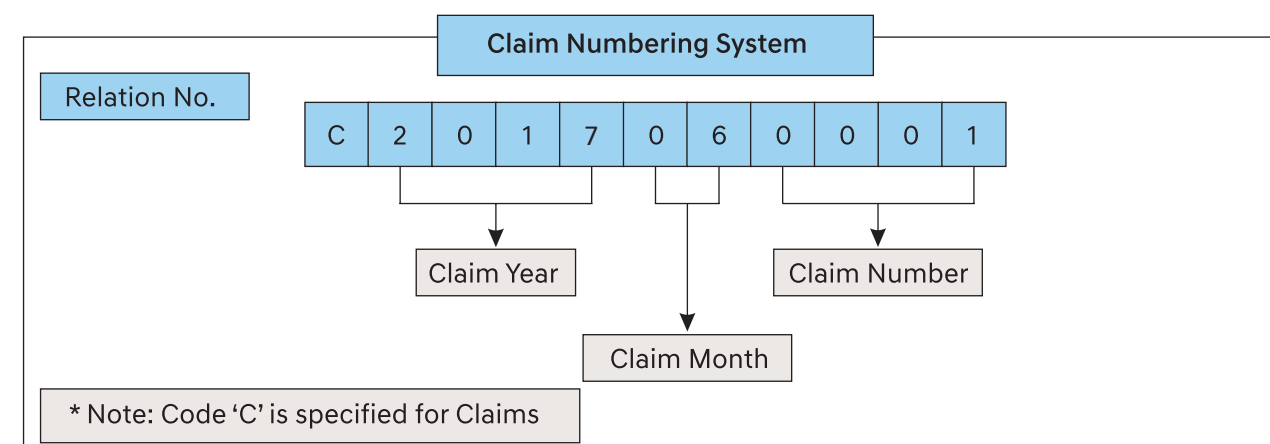 Claim Numbering System
Relation No.
C 2 0 1 7 0 6 0 0 0 1
Claim Year
Claim Number
Claim Month
* Note: Code ‘C’ is specified for Claims